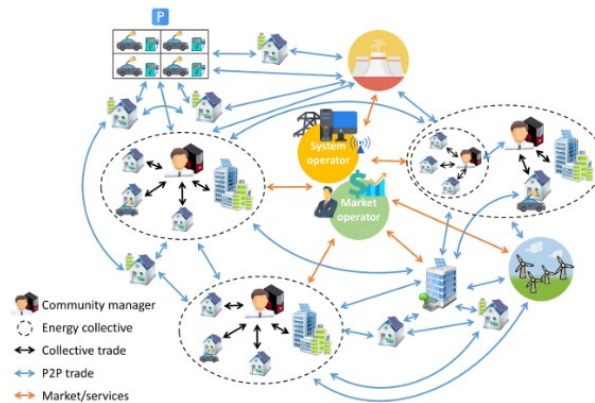 P
System
operator
Market
operator
Community manager
Energy collective
Collective trade
P2P trade
Market/services